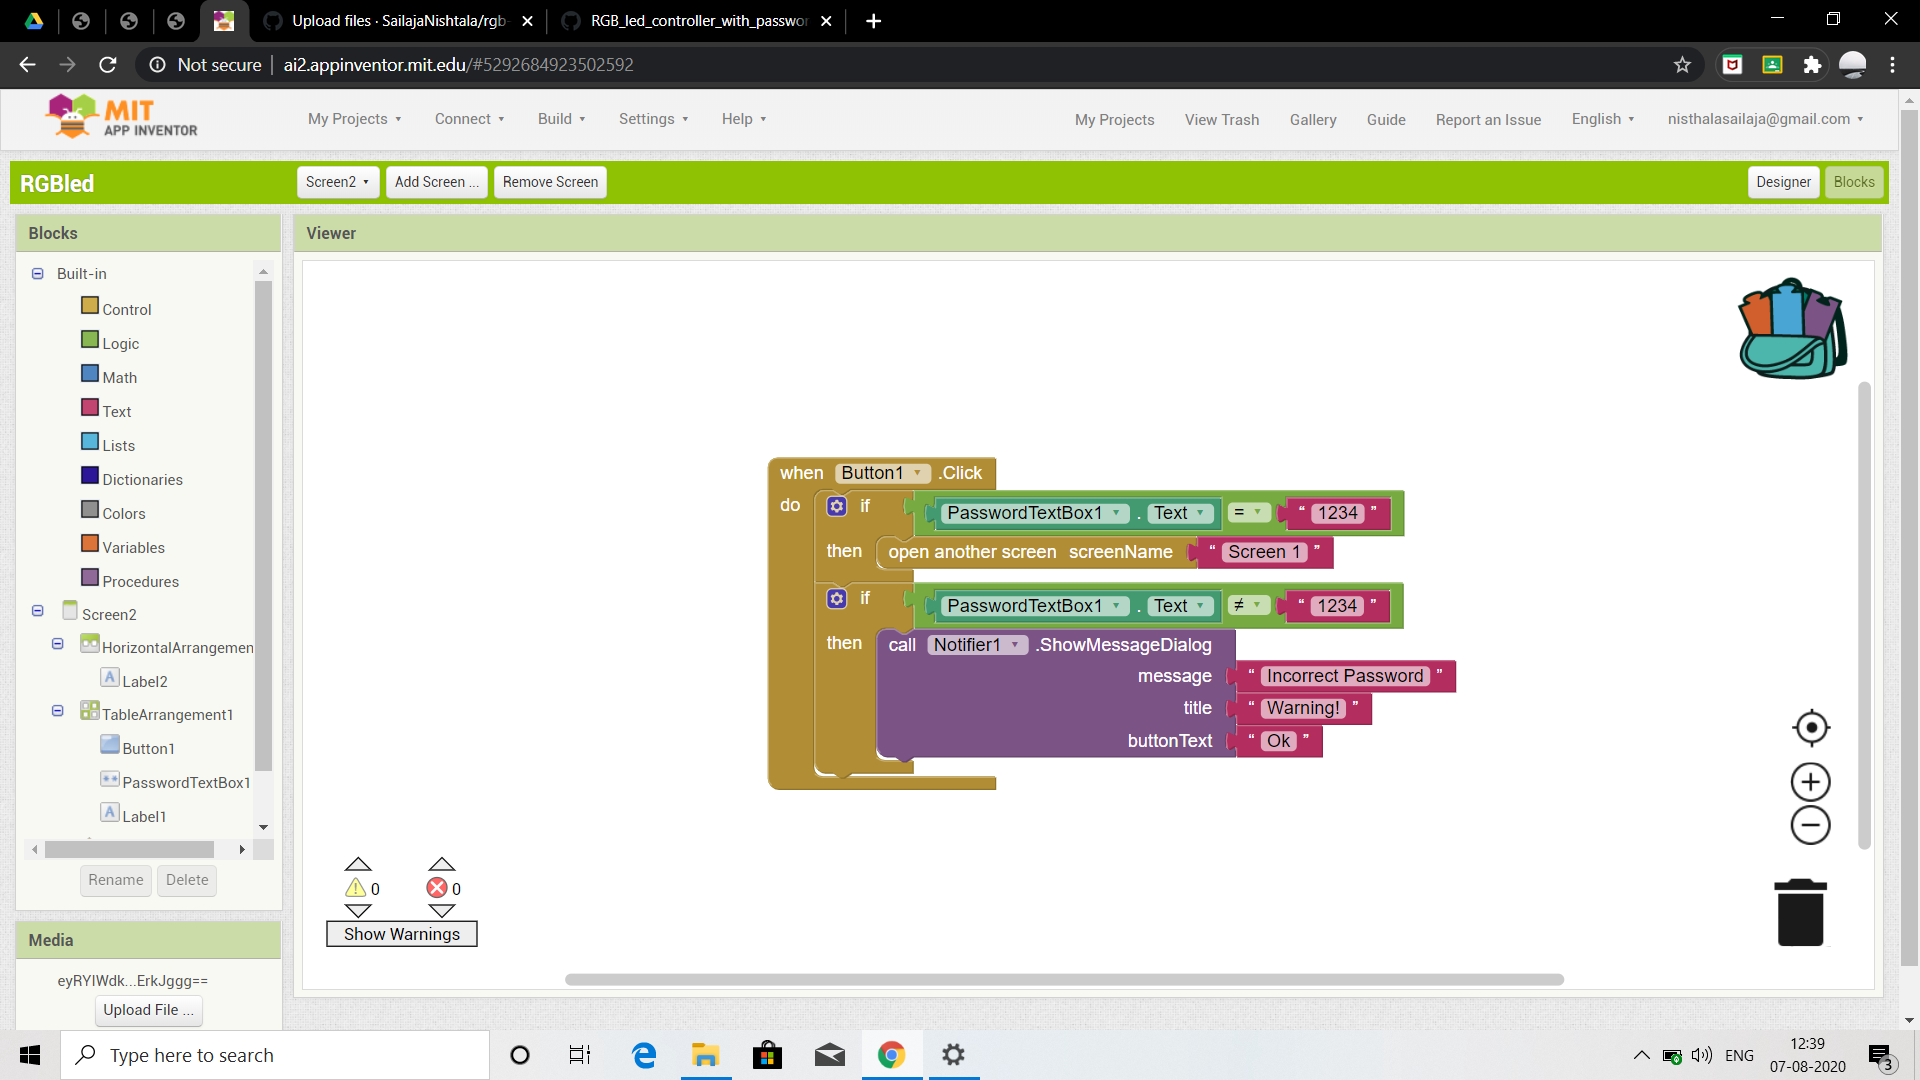 Upload files · SailajaNishtala/rgb-
RGB_led_controller_with_passwor
Not secure | ai2.appinventor.mit.edu/#5292684923502592
MIT
APP INVENTOR
My Projects
Connect
Build
Settings
Help
My Projects
View Trash
Gallery
Guide
Report an Issue
English
nisthalasailaja@gmail.com
RGBled
Screen2
Add Screen ...
Remove Screen
Designer
Blocks
Blocks
Viewer
Built-in
Control
Logic
Math
Text
Lists
Dictionaries
Colors
Variables
Procedures
Screen2
HorizontalArrangemen
Label2
TableArrangement1
Button1
PasswordTextBox1
Label1
Rename
Delete
Media
eyRYIWdk...ErkJggg==
Upload File ...
when Button1 .Click
do if PasswordTextBox1 . Text = “ 1234 ”
then open another screen screenName “ Screen 1 ”
if PasswordTextBox1 . Text ≠ “ 1234 ”
then call Notifier1 .ShowMessageDialog
message “ Incorrect Password ”
title “ Warning! ”
buttonText “ Ok ”
0 0
Show Warnings
Type here to search
ENG
12:39
07-08-2020
3